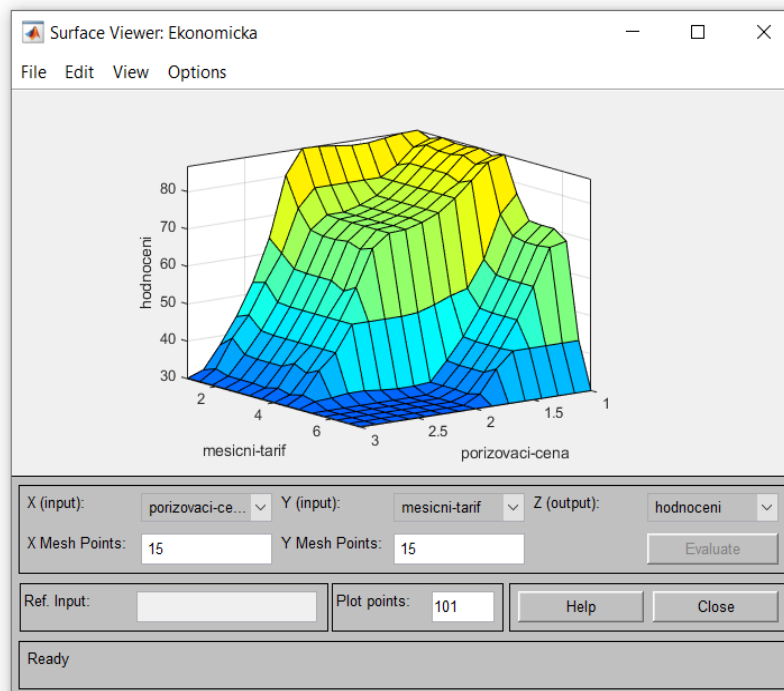 Surface Viewer: Ekonomicka
File Edit View Options
80
70
60
50
40
30
hodnoceni
2
4
6
mesicni-tarif
3
2.5
2
1.5
1
porizovaci-cena
X (input): porizovaci-ce... Y (input): mesicni-tarif Z (output): hodnoceni
X Mesh Points: 15 Y Mesh Points: 15 Evaluate
Ref. Input: Plot points: 101 Help Close
Ready